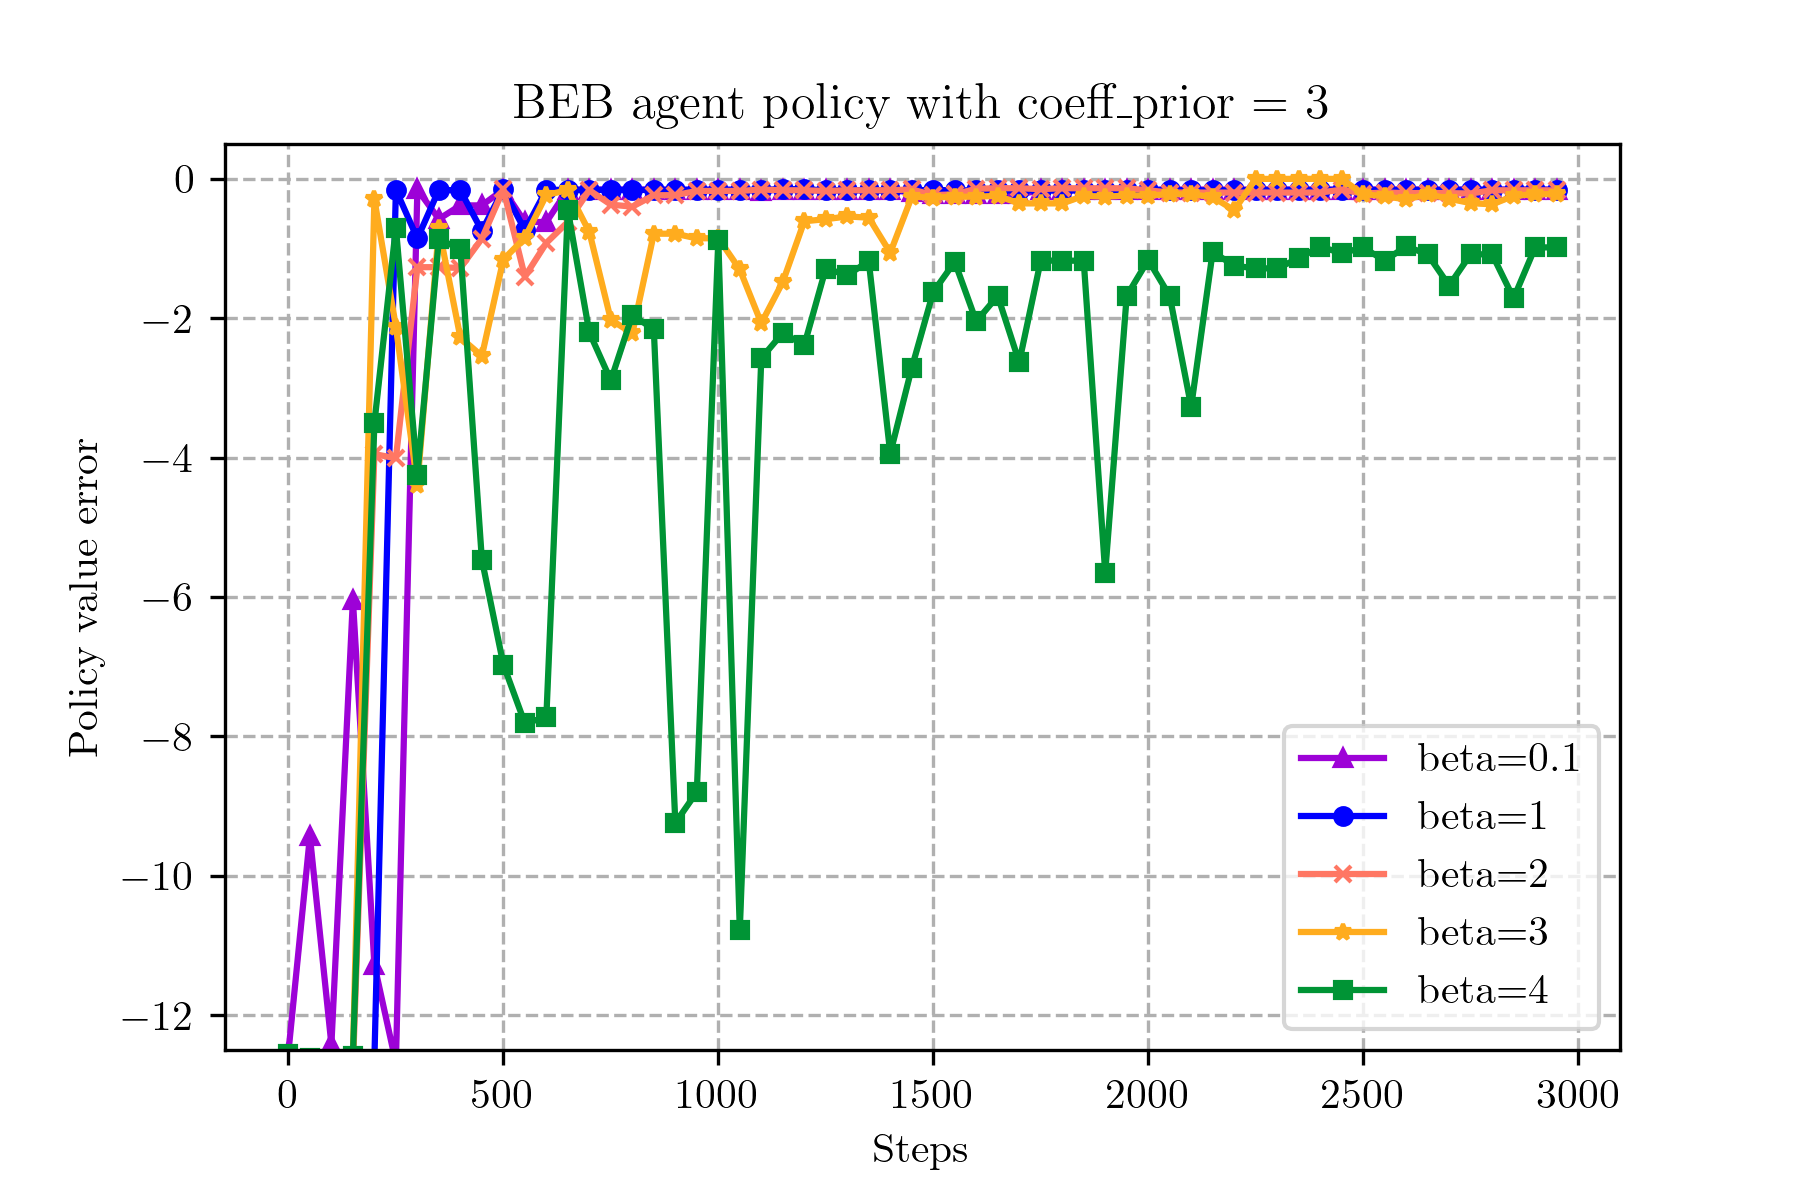 BEB agent policy with coeff_prior = 3
Policy value error
0
−2
−4
−6
−8
−10
−12
beta=0.1
beta=1
beta=2
beta=3
beta=4
0 500 1000 1500 2000 2500 3000
Steps